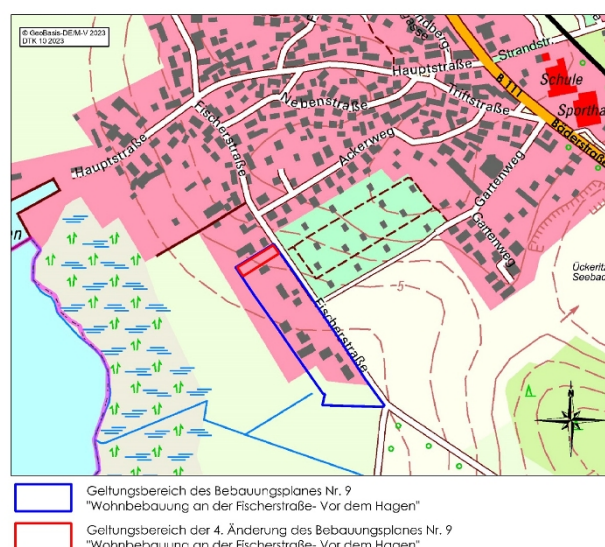 © GeoBasis-DE/M-V 2023
DTK 10 2023
Strandstr.
Hauptstraße
B 111
Schule
Sportha
Triftstraße
Nebenstraße
Fischerstraße
Hauptstraße
Ackerweg
Bäderstraße
Gartenweg
Gartenweg
Ückeritz
Seebad
5
Fischerstraße
N
Geltungsbereich des Bebauungsplanes Nr. 9
"Wohnbebauung an der Fischerstraße- Vor dem Hagen"
Geltungsbereich der 4. Änderung des Bebauungsplanes Nr. 9
"Wohnbebauung an der Fischerstraße- Vor dem Hagen"